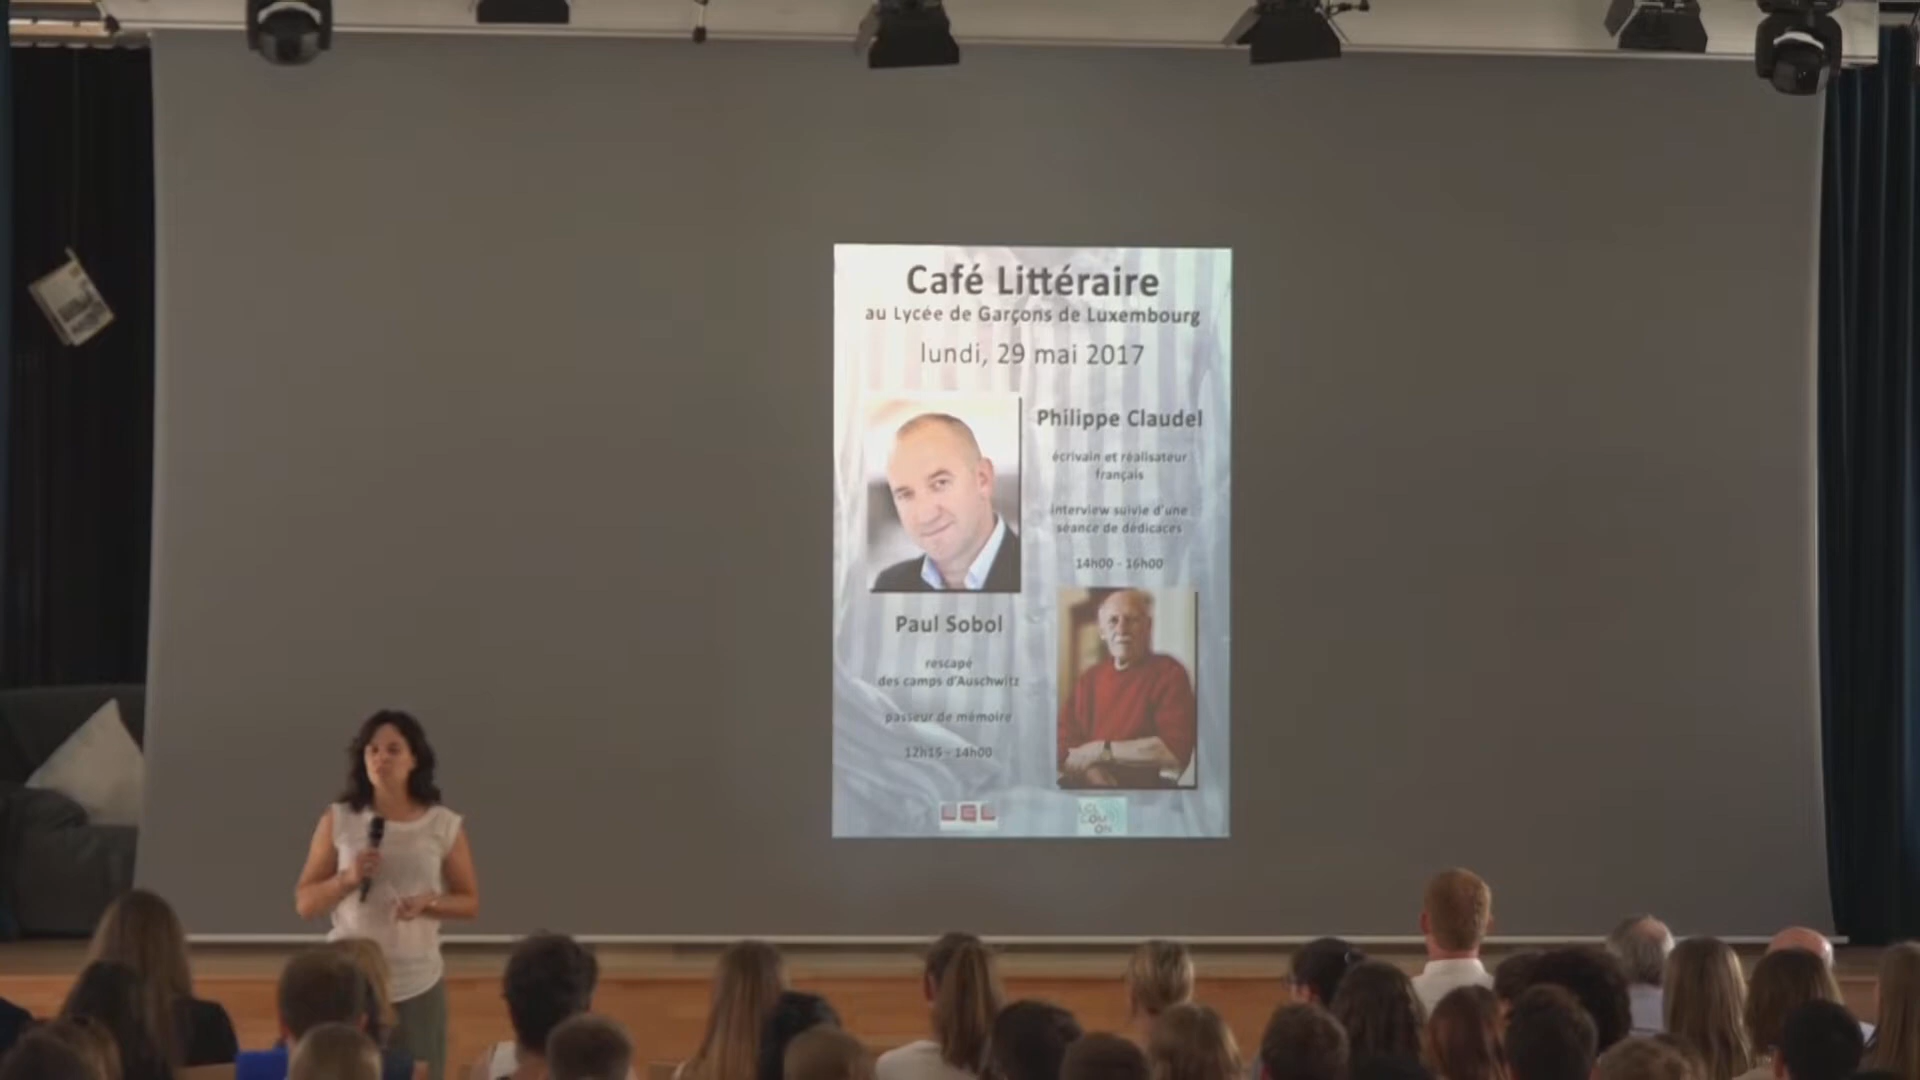 Café Littéraire
au Lycée de Garçons de Luxembourg
lundi, 29 mai 2017
Philippe Claudel
écrivain et réalisateur
français
interview suivie d'une
séance de dédicaces
14h00 - 16h00
Paul Sobol
rescapé
des camps d'Auschwitz
passeur de mémoire
12h15 - 14h00
LGL